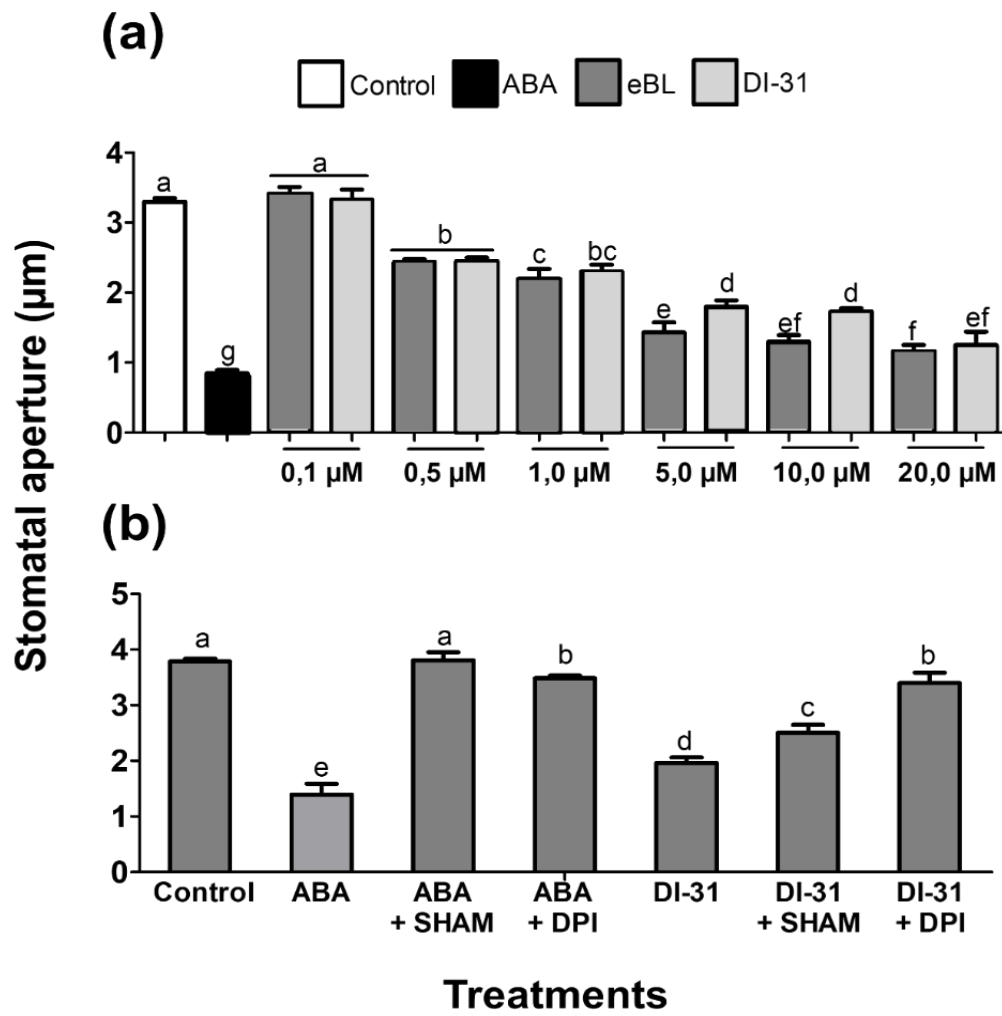 (a)
Control ABA eBL DI-31
Stomatal aperture (µm)
4
3
2
1
0
a
g
a
b
c
bc
e
d
ef
d
f
ef
0,1 µM 0,5 µM 1,0 µM 5,0 µM 10,0 µM 20,0 µM
(b)
5
4
3
2
1
0
a
e
a
b
d
c
b
Control ABA ABA ABA DI-31 DI-31 DI-31
+ SHAM + DPI + SHAM + DPI
Treatments